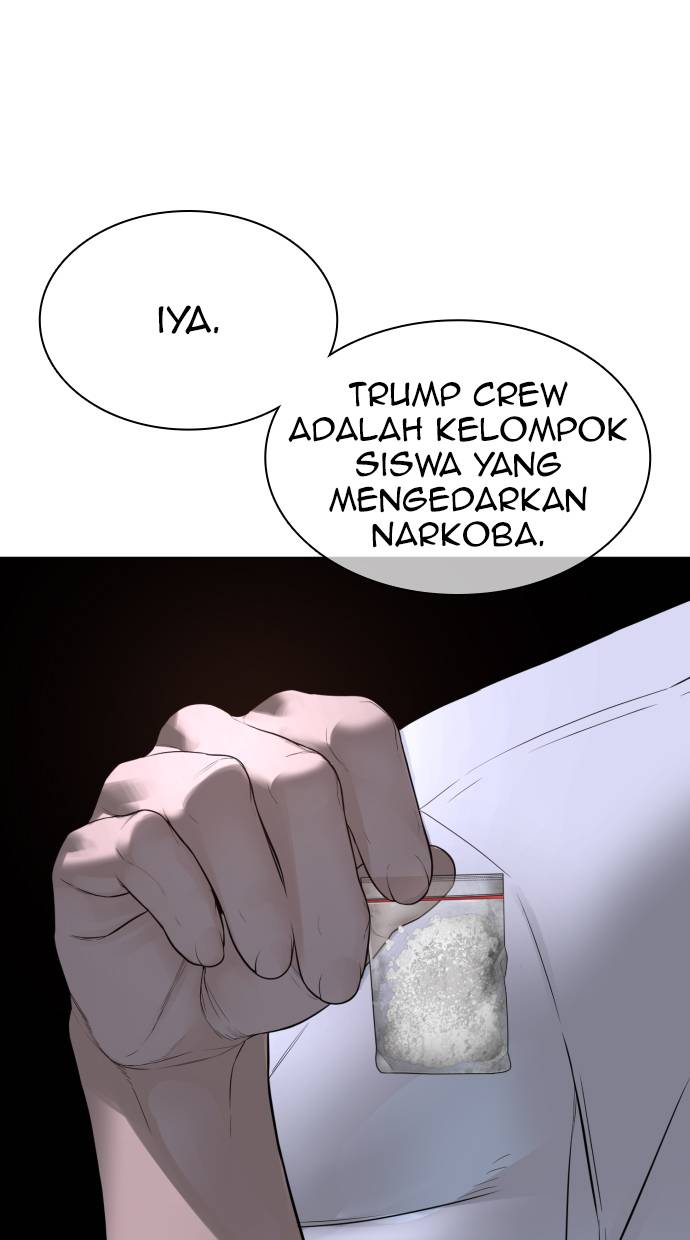 IYA.
TRUMP CREW
ADALAH KELOMPOK
SISWA YANG
MENGEDARKAN
NARKOBA.